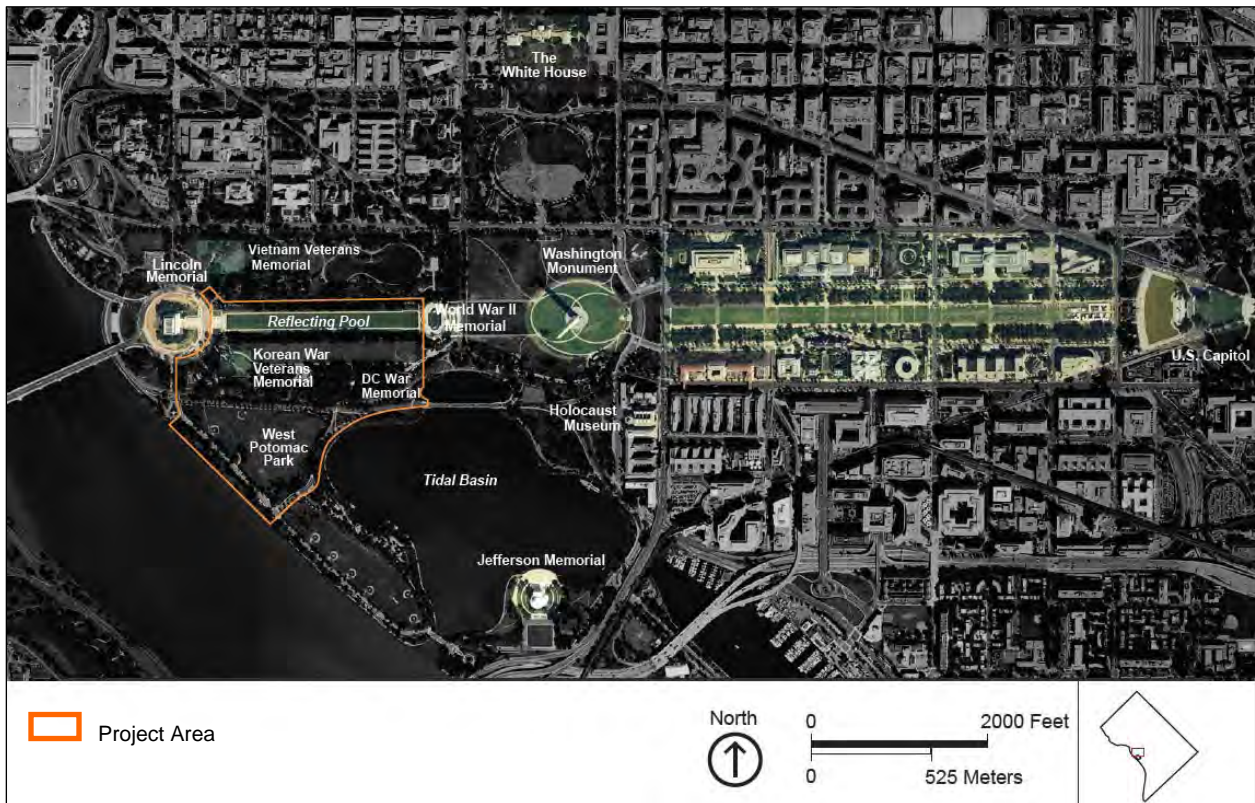 The
White House
Vietnam Veterans
Memorial
Lincoln
Memorial
Washington
Monument
World War II
Memorial
Reflecting Pool
Korean War
Veterans
Memorial
DC War
Memorial
U.S. Capitol
Holocaust
Museum
West
Potomac
Park
Tidal Basin
Jefferson Memorial
Project Area
North
0
2000 Feet
0
525 Meters